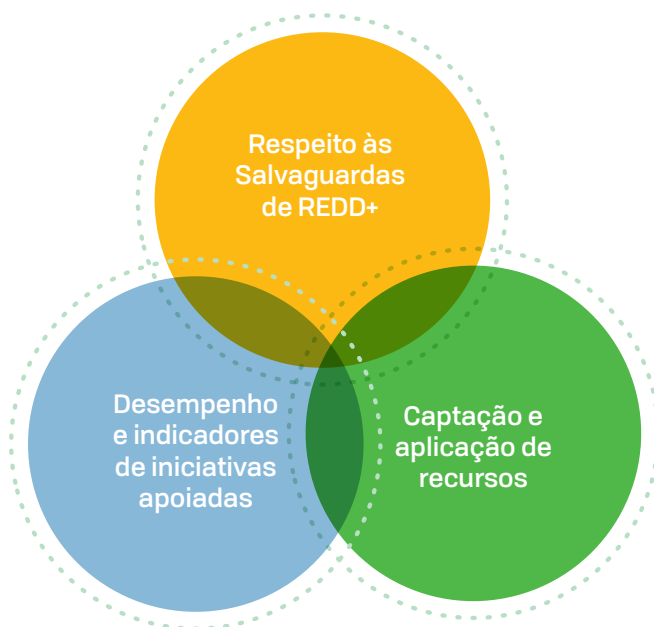 Respeito às
Salvaguardas
de REDD+
Desempenho
e indicadores
de iniciativas
apoiadas
Captação e
aplicação de
recursos